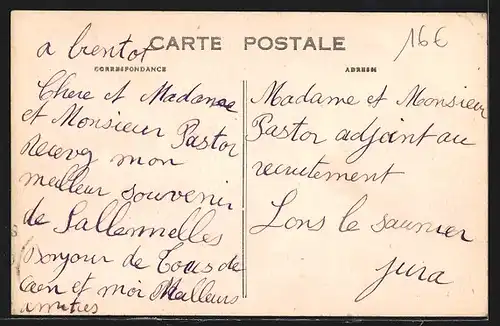 a bientot
CARTE POSTALE
16€
CORRESPONDANCE
ADRESSE
Chere et Madame
et Monsieur Pastor
Recevez mon
meilleur souvenir
de Sallennelles
Bonjour de Tous de
caen et moi Meilleurs
amities
Madame et Monsieur
Pastor adjoint au
recrutement
Lons le saunier
jura